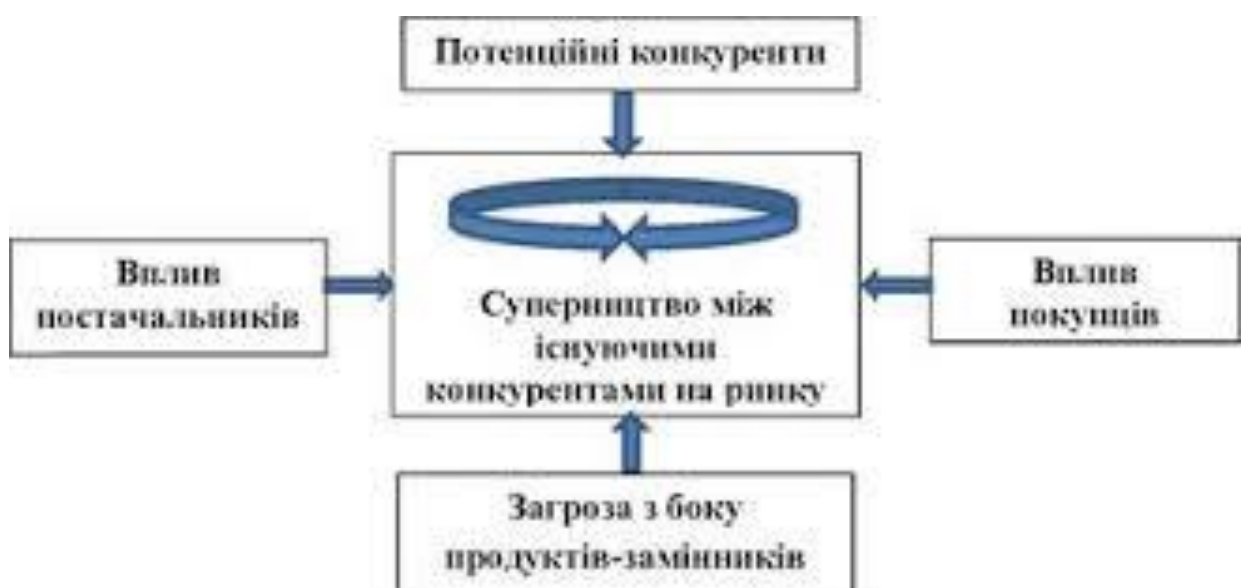 Потенційні конкуренти
Вплив
постачальників
Суперництво між
існуючими
конкурентами на ринку
Вплив
покупців
Загроза з боку
продуктів-замінників